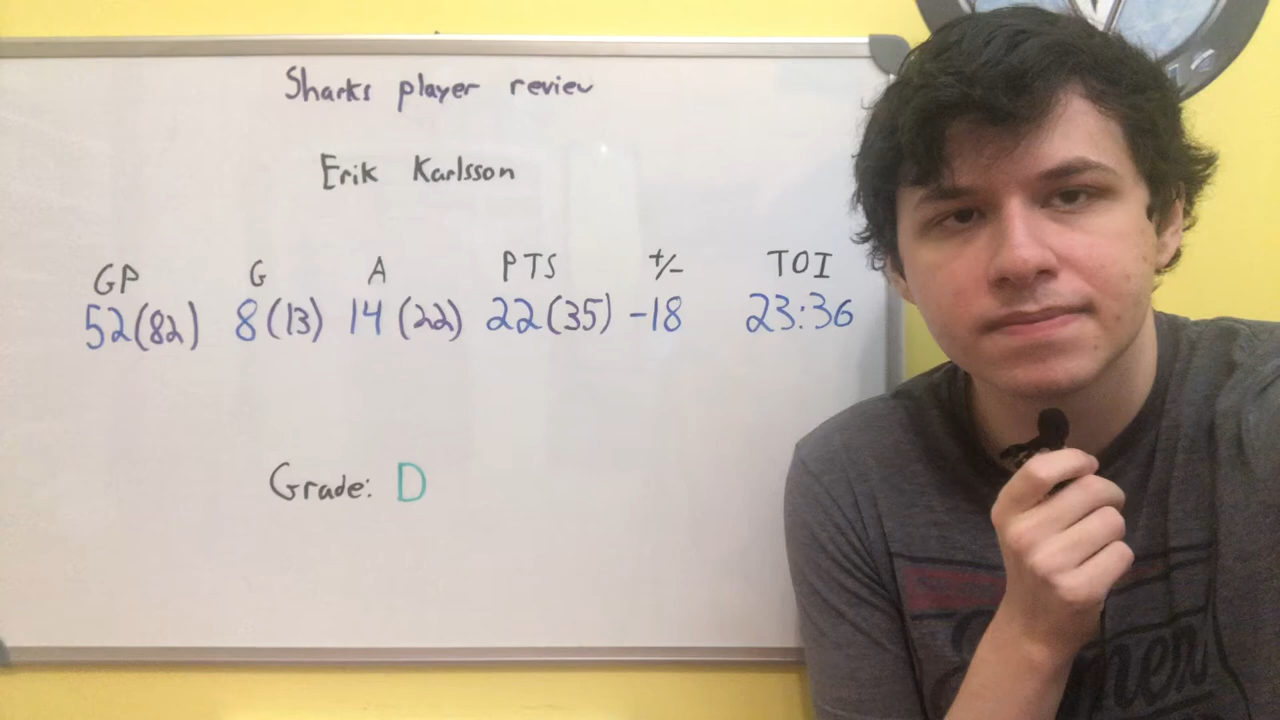 Sharks player review
Erik Karlsson
GP G A PTS +/- TOI
52(82) 8(13) 14(22) 22(35) -18 23:36
Grade: D